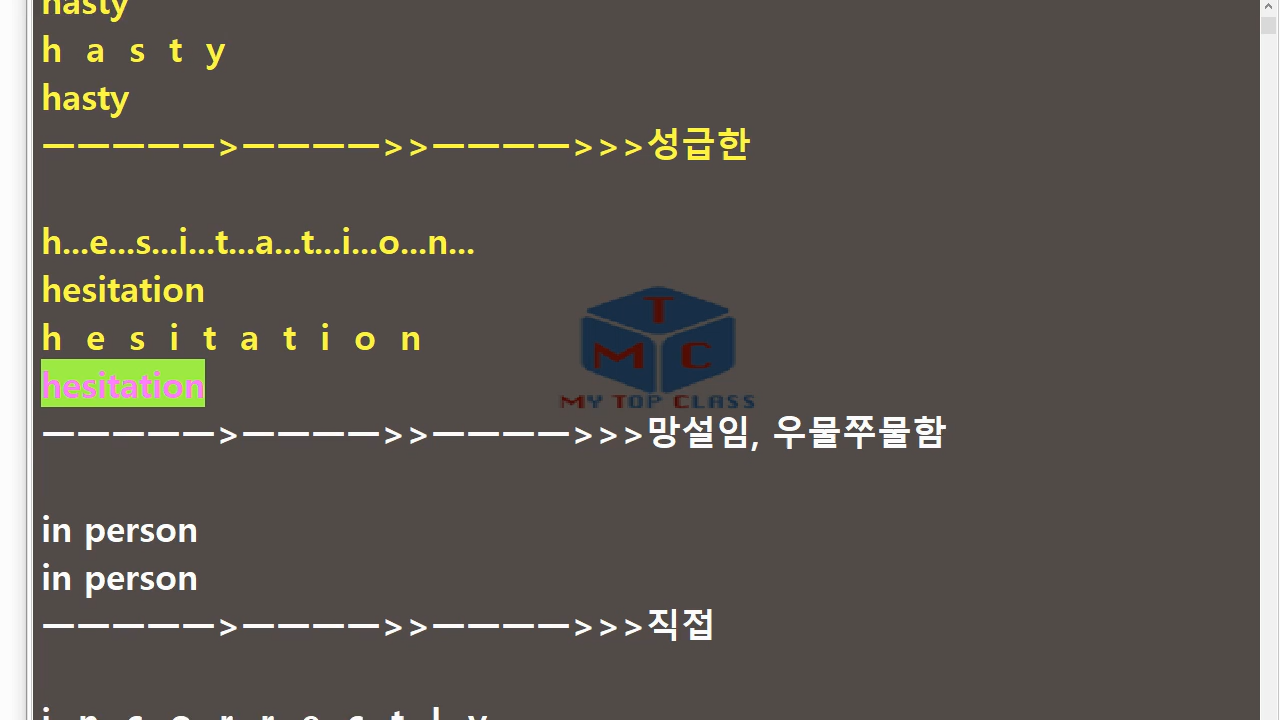 hasty
h a s t y
hasty
—————>————>>————>>>성급한
h...e...s...i...t...a...t...i...o...n...
hesitation
h e s i t a t i o n
hesitation
—————>————>>————>>>망설임, 우물쭈물함
in person
in person
—————>————>>————>>>직접
i n c o r r e c t l y
T
M C
MY TOP CLASS